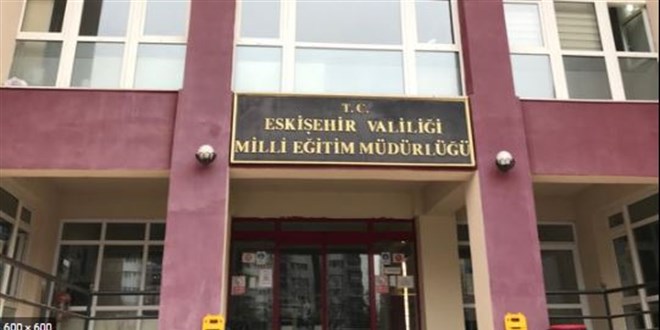 T.C.
ESKİŞEHİR VALİLİĞİ
MİLLİ EĞİTİM MÜDÜRLÜĞÜ
600 × 600